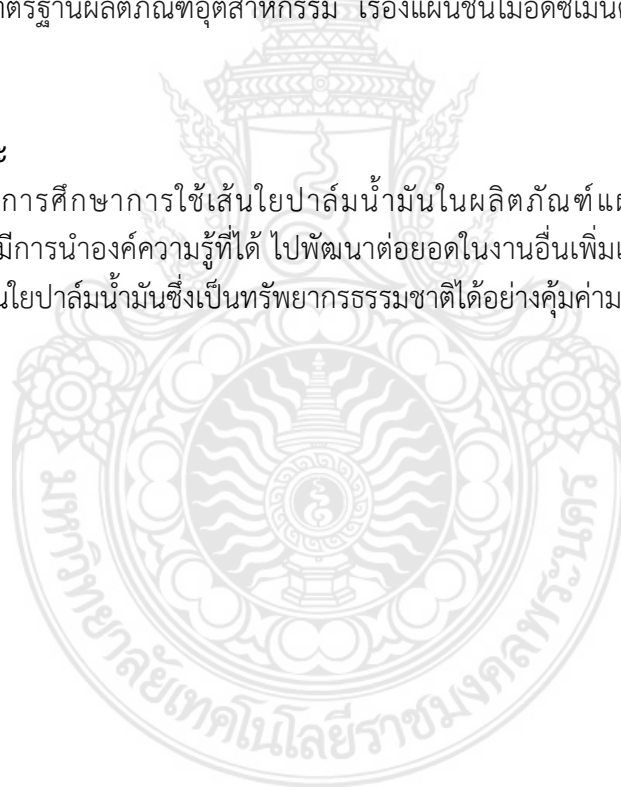 าตรฐานผลิตภัณฑ์อุตสาหกรรม เรื่องแผ่นชิ้นไม้อัดซีเมนต์
ะ
การศึกษาการใช้เส้นใยปาล์มน้ำมันในผลิตภัณฑ์แผ
มีการนำองค์ความรู้ที่ได้ ไปพัฒนาต่อยอดในงานอื่นเพิ่มเ
นใยปาล์มน้ำมันซึ่งเป็นทรัพยากรธรรมชาติได้อย่างคุ้มค่าม
มหาวิทยาลัยเทคโนโลยีราชมงคลพระนคร